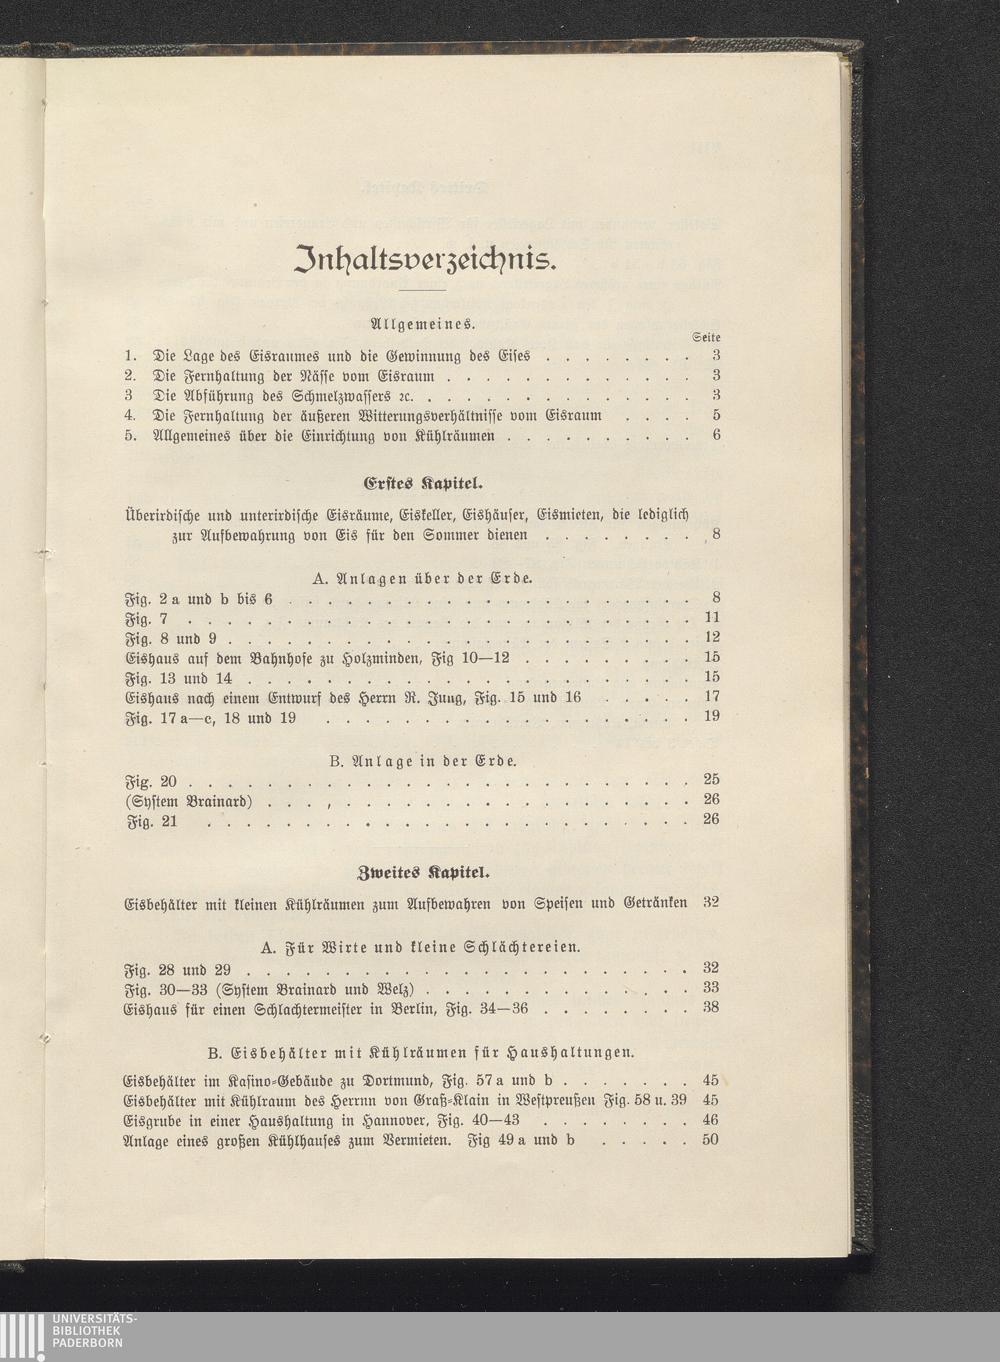 Inhaltsverzeichnis.
Allgemeines.
Seite
1. Die Lage des Eisraumes und die Gewinnung des Eises . . . . . . . . 3
2. Die Fernhaltung der Nässe vom Eisraum . . . . . . . . . . . . . 3
3 Die Abführung des Schmelzwassers ꝛc. . . . . . . . . . . . . . . 3
4. Die Fernhaltung der äußeren Witterungsverhältnisse vom Eisraum . . . . 5
5. Allgemeines über die Einrichtung von Kühlräumen . . . . . . . . . . 6
Erstes Kapitel.
Überirdische und unterirdische Eisräume, Eiskeller, Eishäuser, Eismieten, die lediglich
zur Aufbewahrung von Eis für den Sommer dienen . . . . . . . . 8
A. Anlagen über der Erde.
Fig. 2 a und b bis 6 . . . . . . . . . . . . . . . . . . . . . 8
Fig. 7 . . . . . . . . . . . . . . . . . . . . . . . . . . 11
Fig. 8 und 9 . . . . . . . . . . . . . . . . . . . . . . . . 12
Eishaus auf dem Bahnhofe zu Holzminden, Fig 10—12 . . . . . . . . . 15
Fig. 13 und 14 . . . . . . . . . . . . . . . . . . . . . . . 15
Eishaus nach einem Entwurf des Herrn R. Jung, Fig. 15 und 16 . . . . . 17
Fig. 17 a—c, 18 und 19 . . . . . . . . . . . . . . . . . . . 19
B. Anlage in der Erde.
Fig. 20 . . . . . . . . . . . . . . . . . . . . . . . . . . 25
(System Brainard) . . . . . . . . . . . . . . . . . . . . . . 26
Fig. 21 . . . . . . . . . . . . . . . . . . . . . . . . . 26
Zweites Kapitel.
Eisbehälter mit kleinen Kühlräumen zum Aufbewahren von Speisen und Getränken 32
A. Für Wirte und kleine Schlächtereien.
Fig. 28 und 29 . . . . . . . . . . . . . . . . . . . . . . . 32
Fig. 30—33 (System Brainard und Welz) . . . . . . . . . . . . . . 33
Eishaus für einen Schlachtermeister in Berlin, Fig. 34—36 . . . . . . . . 38
B. Eisbehälter mit Kühlräumen für Haushaltungen.
Eisbehälter im Kasino-Gebäude zu Dortmund, Fig. 57 a und b . . . . . . . 45
Eisbehälter mit Kühlraum des Herrnn von Graß-Klain in Westpreußen Fig. 58 u. 39 45
Eisgrube in einer Haushaltung in Hannover, Fig. 40—43 . . . . . . . . 46
Anlage eines großen Kühlhauses zum Vermieten. Fig 49 a und b . . . . . 50
UNIVERSITÄTS-
BIBLIOTHEK
PADERBORN